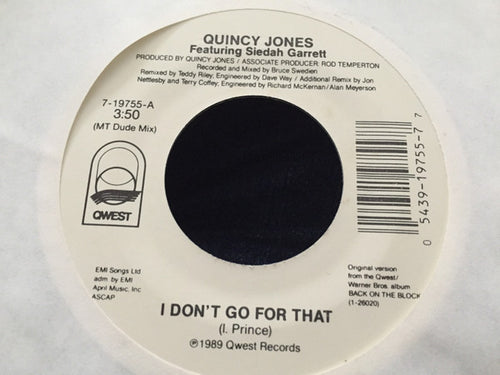 QUINCY JONES
Featuring Siedah Garrett
PRODUCED BY QUINCY JONES / ASSOCIATE PRODUCER: ROD TEMPERTON
Recorded and Mixed by Bruce Swedien
Remixed by Teddy Riley; Engineered by Dave Way / Additional Remix by Jon
Nettlesby and Terry Coffey; Engineered by Richard McKernan/Alan Meyerson
7-19755-A
3:50
(MT Dude Mix)
QWEST
0 5439-19755-7 7
EMI Songs Ltd
adm. by EMI
April Music, Inc
ASCAP
Original version
from the Qwest/
Warner Bros. album
BACK ON THE BLOCK
(1-26020)
I DON'T GO FOR THAT
(I. Prince)
℗1989 Qwest Records